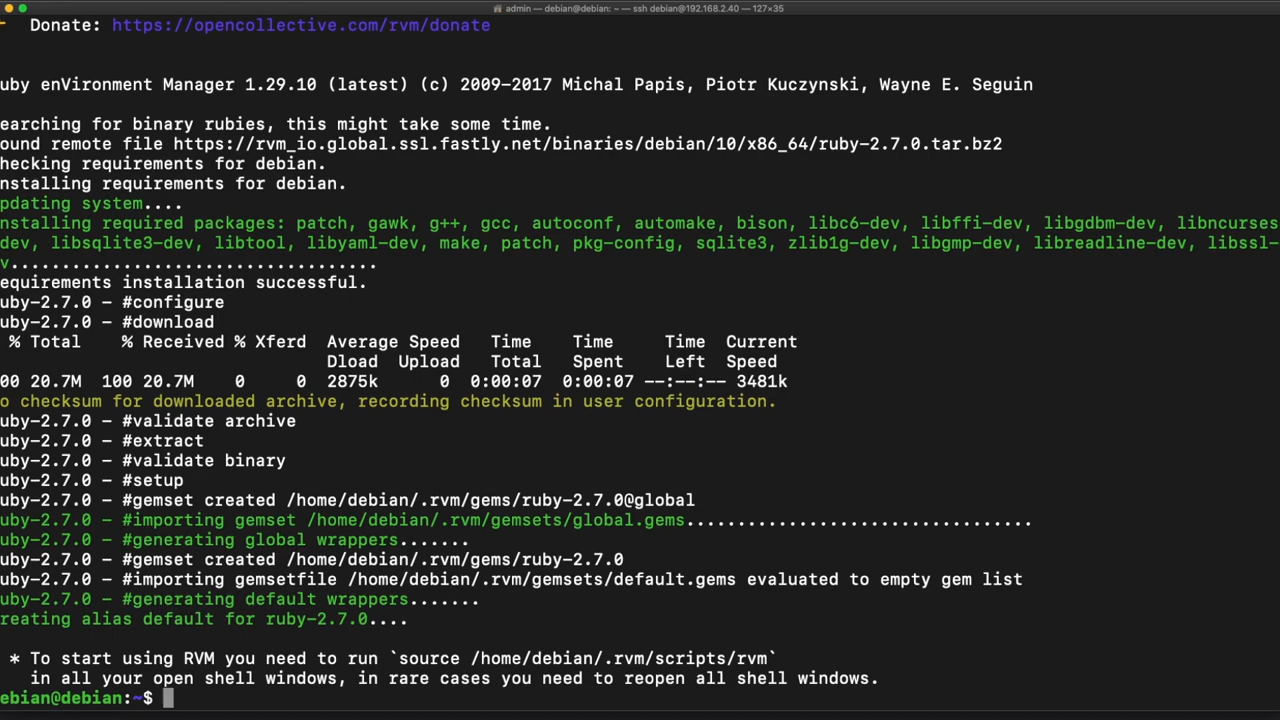 admin — debian@debian: ~ — ssh debian@192.168.2.40 — 127×35
Donate: https://opencollective.com/rvm/donate
uby enVironment Manager 1.29.10 (latest) (c) 2009-2017 Michal Papis, Piotr Kuczynski, Wayne E. Seguin
earching for binary rubies, this might take some time.
ound remote file https://rvm_io.global.ssl.fastly.net/binaries/debian/10/x86_64/ruby-2.7.0.tar.bz2
hecking requirements for debian.
nstalling requirements for debian.
pdating system....
nstalling required packages: patch, gawk, g++, gcc, autoconf, automake, bison, libc6-dev, libffi-dev, libgdbm-dev, libncurses
dev, libsqlite3-dev, libtool, libyaml-dev, make, patch, pkg-config, sqlite3, zlib1g-dev, libgmp-dev, libreadline-dev, libssl-
v....................................
equirements installation successful.
uby-2.7.0 - #configure
uby-2.7.0 - #download
% Total % Received % Xferd Average Speed Time Time Time Current
Dload Upload Total Spent Left Speed
00 20.7M 100 20.7M 0 0 2875k 0 0:00:07 0:00:07 --:--:-- 3481k
o checksum for downloaded archive, recording checksum in user configuration.
uby-2.7.0 - #validate archive
uby-2.7.0 - #extract
uby-2.7.0 - #validate binary
uby-2.7.0 - #setup
uby-2.7.0 - #gemset created /home/debian/.rvm/gems/ruby-2.7.0@global
uby-2.7.0 - #importing gemset /home/debian/.rvm/gemsets/global.gems..................................
uby-2.7.0 - #generating global wrappers.......
uby-2.7.0 - #gemset created /home/debian/.rvm/gems/ruby-2.7.0
uby-2.7.0 - #importing gemsetfile /home/debian/.rvm/gemsets/default.gems evaluated to empty gem list
uby-2.7.0 - #generating default wrappers.......
reating alias default for ruby-2.7.0....
* To start using RVM you need to run `source /home/debian/.rvm/scripts/rvm`
in all your open shell windows, in rare cases you need to reopen all shell windows.
ebian@debian:~$